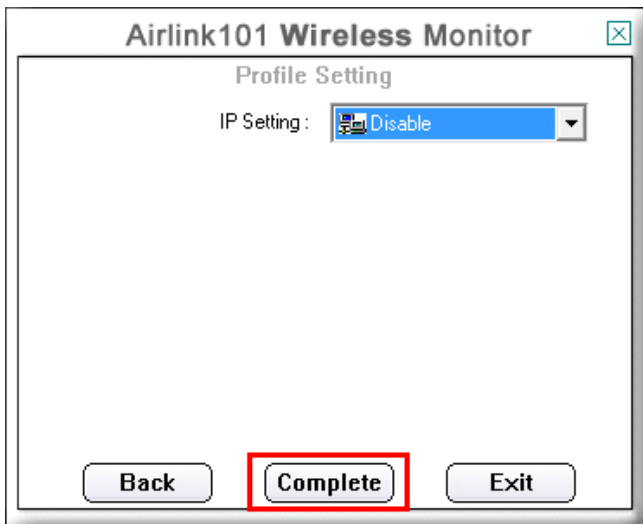 Airlink101 Wireless Monitor
Profile Setting
IP Setting : Disable
Back Complete Exit